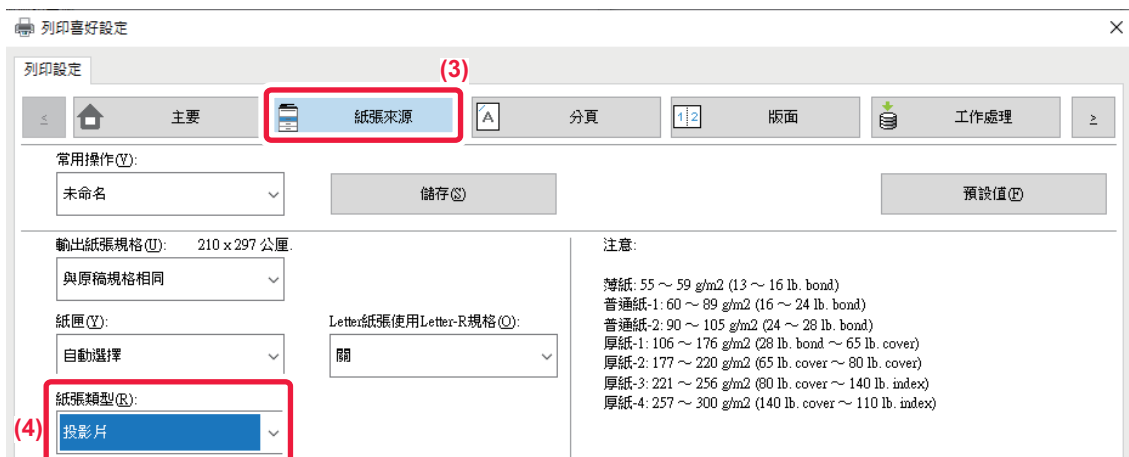 列印喜好設定
列印設定
(3)
< 主要 紙張來源 A 分頁 1 2 版面 工作處理 >
常用操作(V):
未命名 儲存(S) 預設值(F)
輸出紙張規格(U): 210 x 297 公厘. 注意:
與原稿規格相同
薄紙: 55 ～ 59 g/m2 (13 ～ 16 lb. bond)
普通紙-1: 60 ～ 89 g/m2 (16 ～ 24 lb. bond)
紙匣(Y): Letter紙張使用Letter-R規格(O): 普通紙-2: 90 ～ 105 g/m2 (24 ～ 28 lb. bond)
厚紙-1: 106 ～ 176 g/m2 (28 lb. bond ～ 65 lb. cover)
自動選擇 關 厚紙-2: 177 ～ 220 g/m2 (65 lb. cover ～ 80 lb. cover)
厚紙-3: 221 ～ 256 g/m2 (80 lb. cover ～ 140 lb. index)
紙張類型(R): 厚紙-4: 257 ～ 300 g/m2 (140 lb. cover ～ 110 lb. index)
(4) 投影片